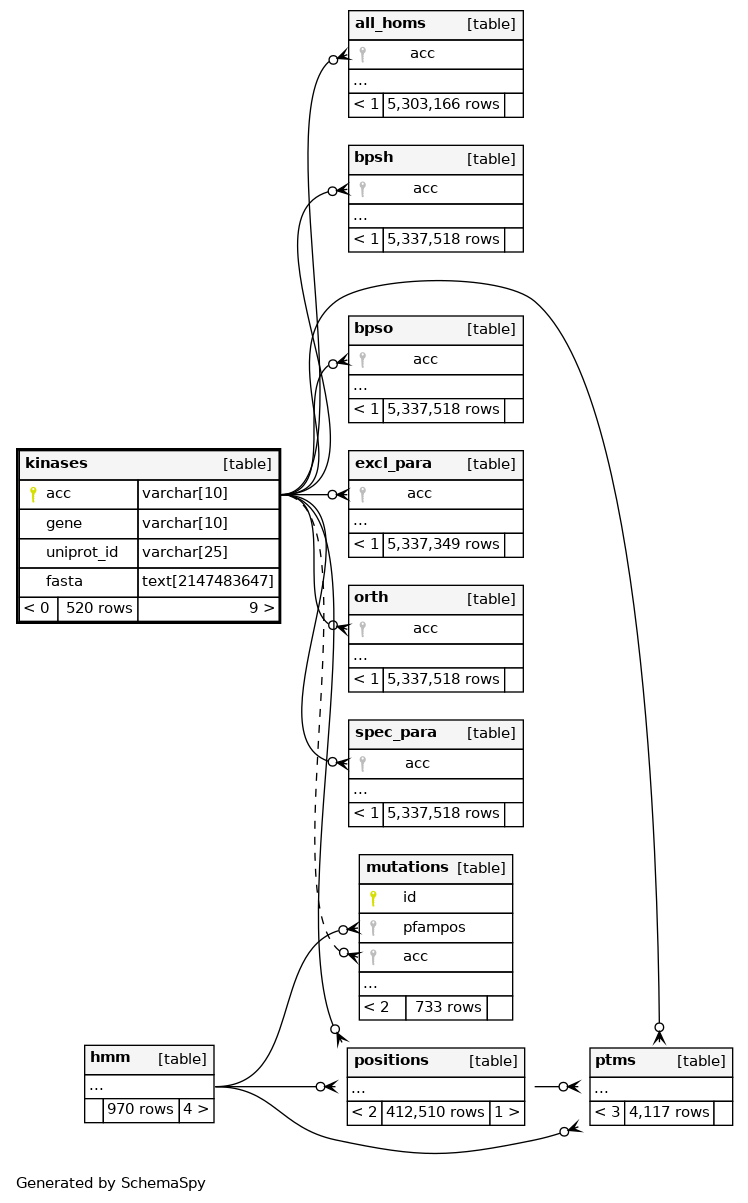 all_homs [table]
acc
...
< 1 5,303,166 rows
bpsh [table]
acc
...
< 1 5,337,518 rows
bpso [table]
acc
...
< 1 5,337,518 rows
kinases [table]
acc varchar[10]
gene varchar[10]
uniprot_id varchar[25]
fasta text[2147483647]
< 0 520 rows 9 >
excl_para [table]
acc
...
< 1 5,337,349 rows
orth [table]
acc
...
< 1 5,337,518 rows
spec_para [table]
acc
...
< 1 5,337,518 rows
mutations [table]
id
pfampos
acc
...
< 2 733 rows
hmm [table]
...
970 rows 4 >
positions [table]
...
< 2 412,510 rows 1 >
ptms [table]
...
< 3 4,117 rows
Generated by SchemaSpy